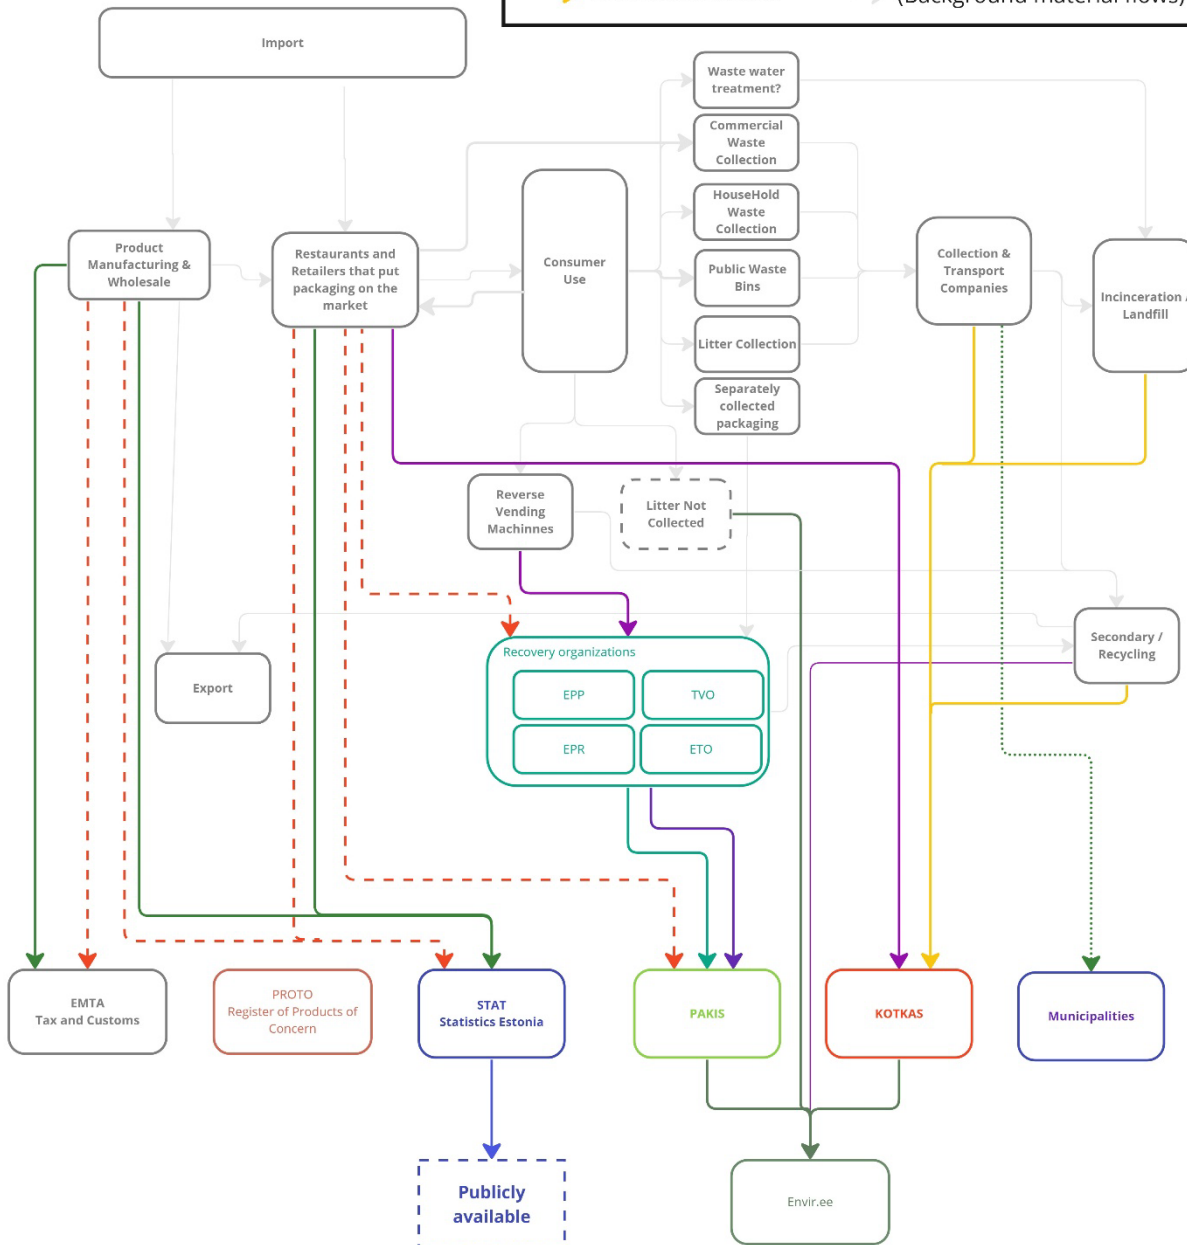 (Background material flows)
Import
Waste water
treatment?
Commercial
Waste
Collection
HouseHold
Waste
Collection
Public Waste
Bins
Litter Collection
Separately
collected
packaging
Product
Manufacturing &
Wholesale
Restaurants and
Retailers that put
packaging on the
market
Consumer
Use
Collection &
Transport
Companies
Incineration /
Landfill
Reverse
Vending
Machinnes
Litter Not
Collected
Secondary /
Recycling
Export
Recovery organizations
EPP
TVO
EPR
ETO
EMTA
Tax and Customs
PROTO
Register of Products of
Concern
STAT
Statistics Estonia
PAKIS
KOTKAS
Municipalities
Publicly
available
Envir.ee